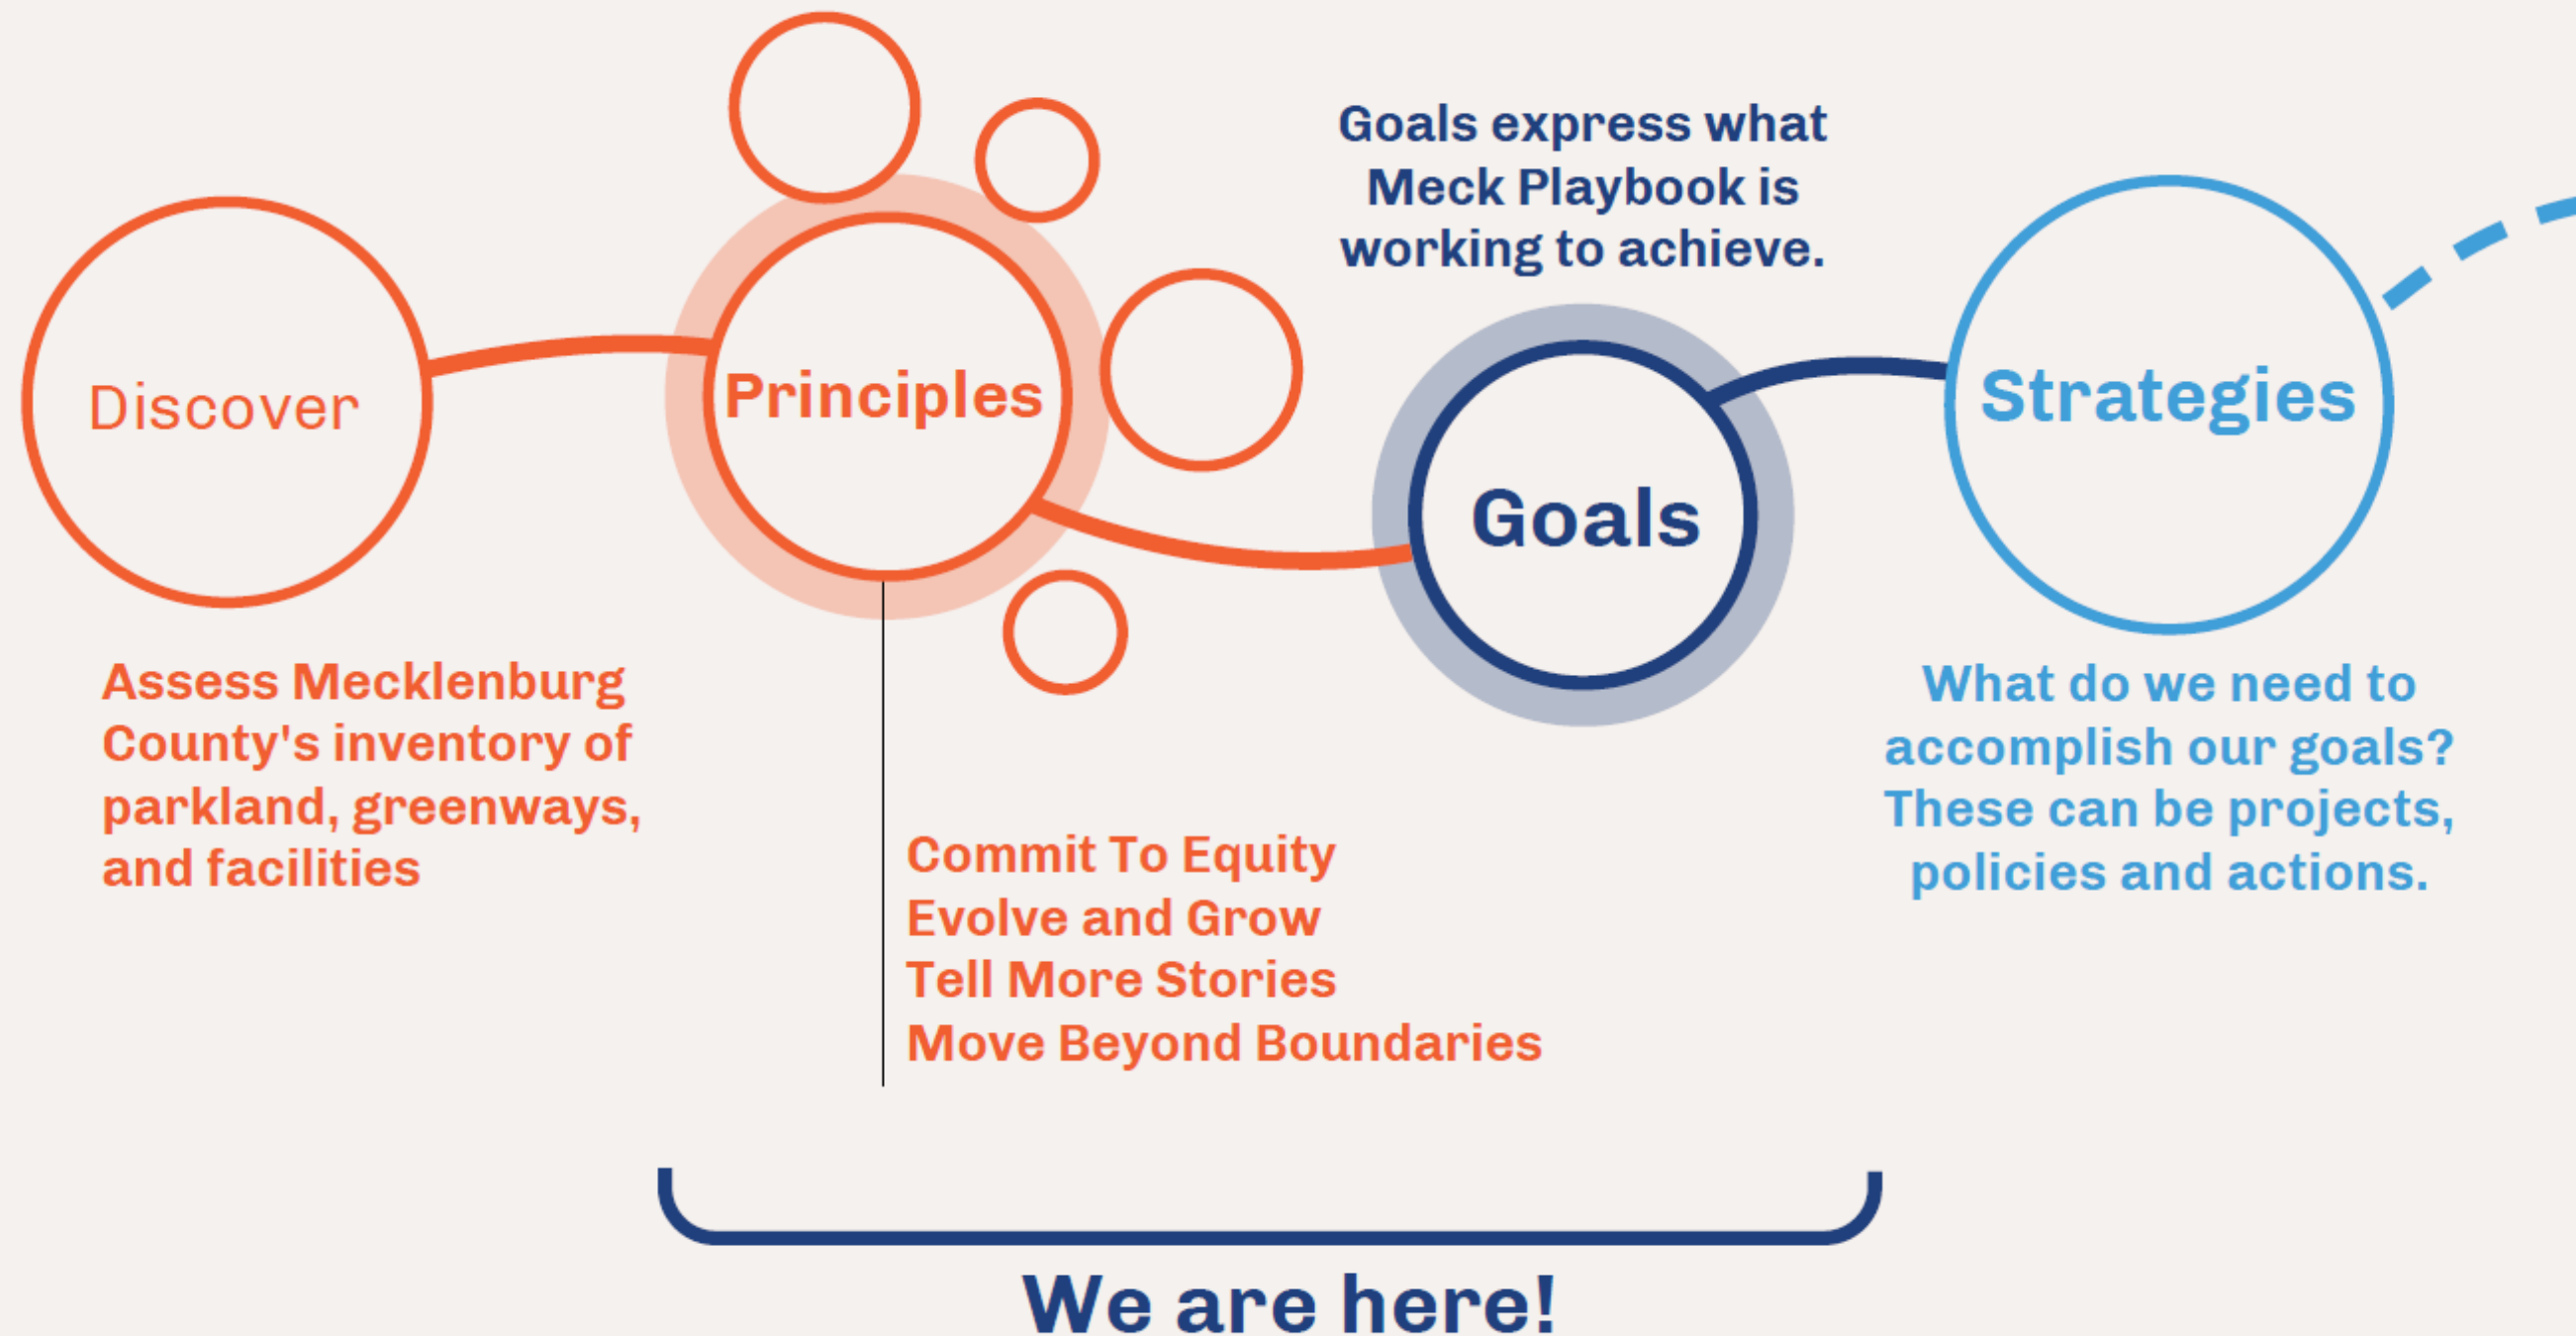 Discover
Assess Mecklenburg
County's inventory of
parkland, greenways,
and facilities
Principles
Commit To Equity
Evolve and Grow
Tell More Stories
Move Beyond Boundaries
Goals express what
Meck Playbook is
working to achieve.
Goals
Strategies
What do we need to
accomplish our goals?
These can be projects,
policies and actions.
We are here!